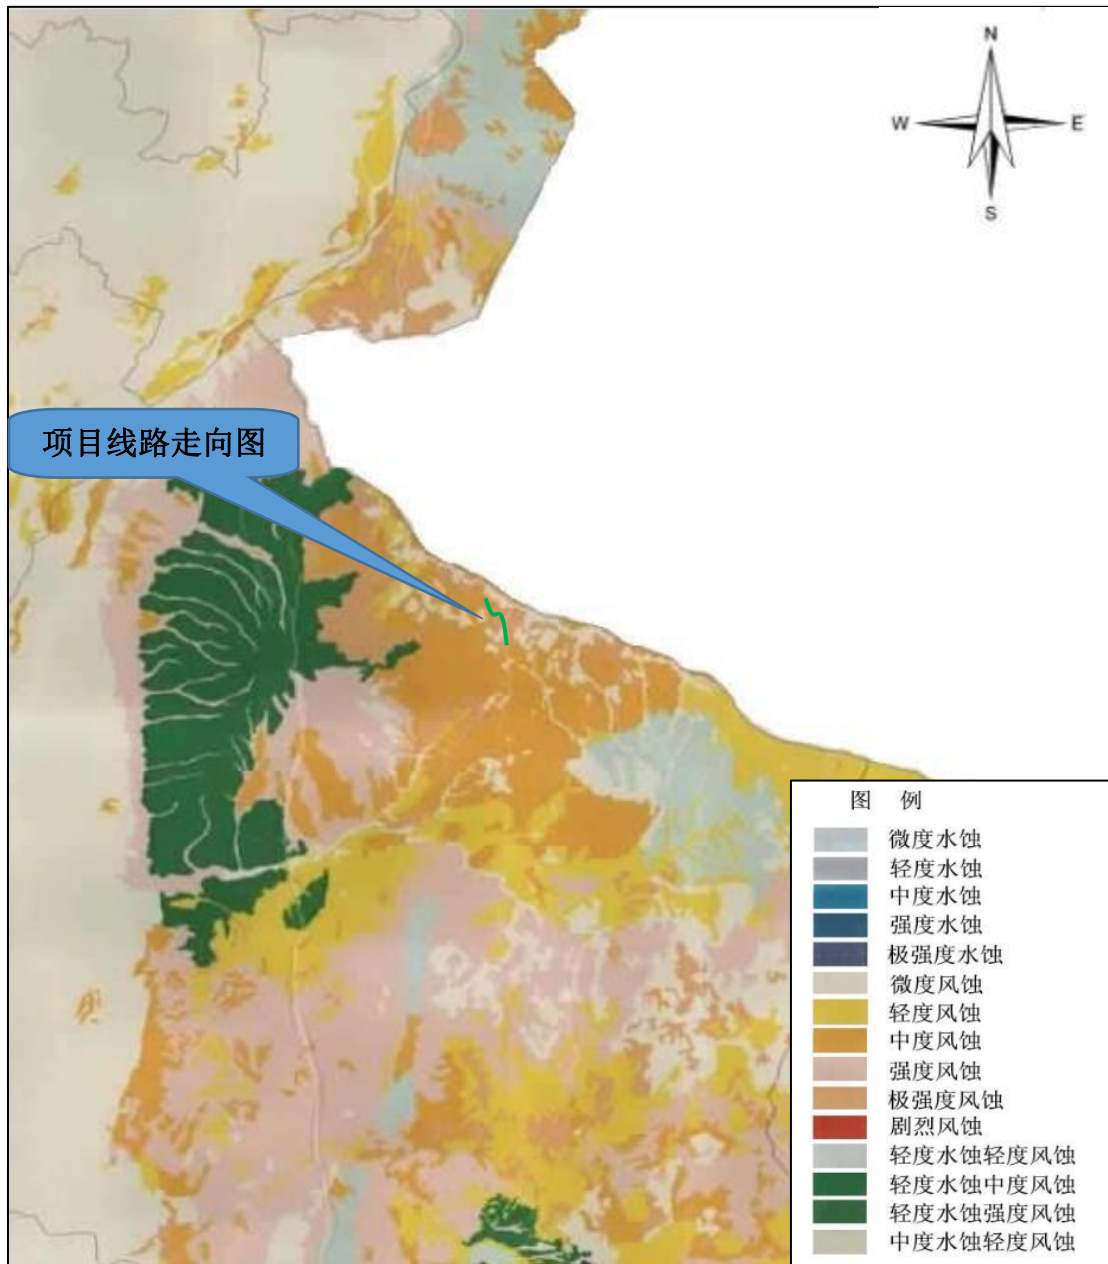 N
W
E
S
项目线路走向图
图 例
微度水蚀
轻度水蚀
中度水蚀
强度水蚀
极强度水蚀
微度风蚀
轻度风蚀
中度风蚀
强度风蚀
极强度风蚀
剧烈风蚀
轻度水蚀轻度风蚀
轻度水蚀中度风蚀
轻度水蚀强度风蚀
中度水蚀轻度风蚀